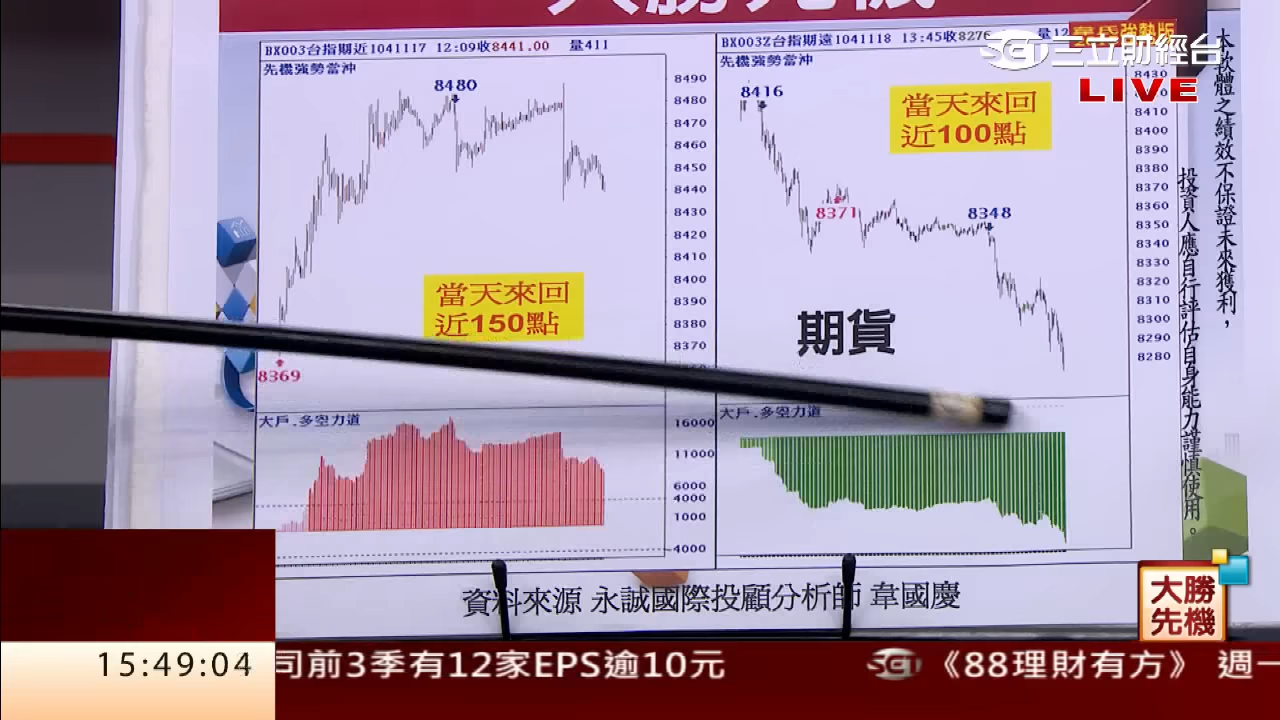 大勝先機
BX003台指期近1041117 12:09收8441.00 量411
先機強勢當沖
8480
8490
8480
8470
8460
8450
8440
8430
8420
8410
8400
8390
8380
8370
當天來回
近150點
8369
大戶.多空力道
16000
11000
6000
4000
1000
-4000
BX003Z台指期遠1041118 13:45收8276
量12
先機強勢當沖
8416
當天來回
近100點
8371
8348
期貨
8430
8410
8400
8390
8380
8370
8360
8350
8340
8330
8320
8310
8300
8290
8280
大戶.多空力道
三立財經台
LIVE
本軟體之績效不保證未來獲利，
投資人應自行評估自身能力謹慎使用。
資料來源 永誠國際投顧分析師 韋國慶
大勝
先機
15:49:04
司前3季有12家EPS逾10元
《88理財有方》 週一